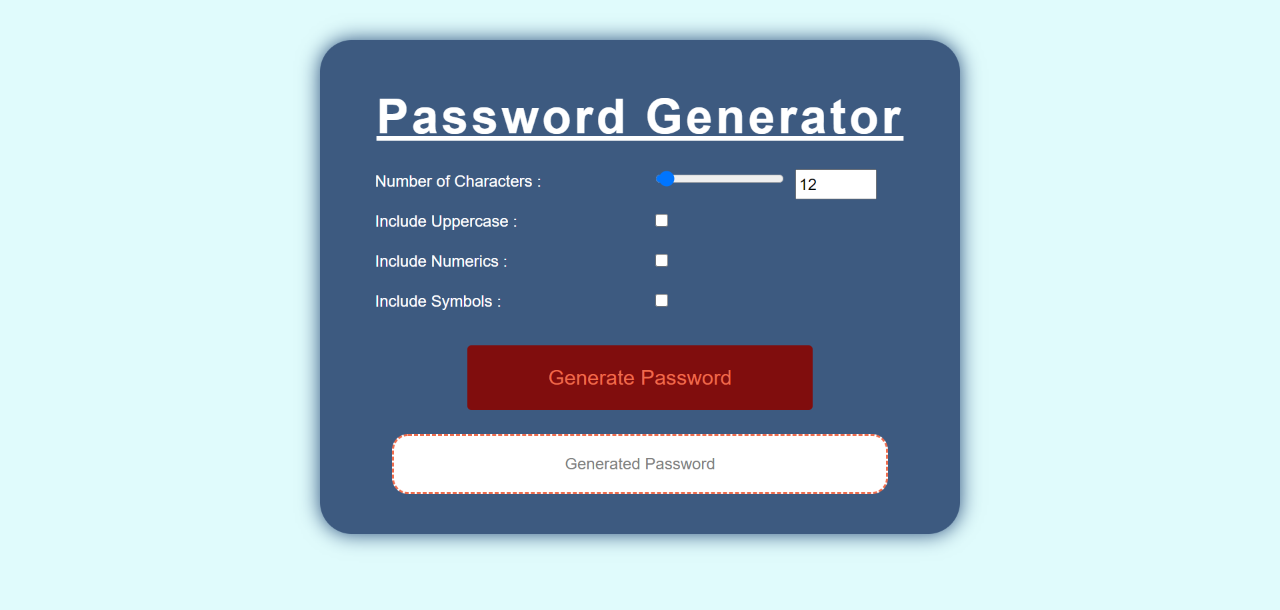 Password Generator
Number of Characters : 12
Include Uppercase :
Include Numerics :
Include Symbols :
Generate Password
Generated Password